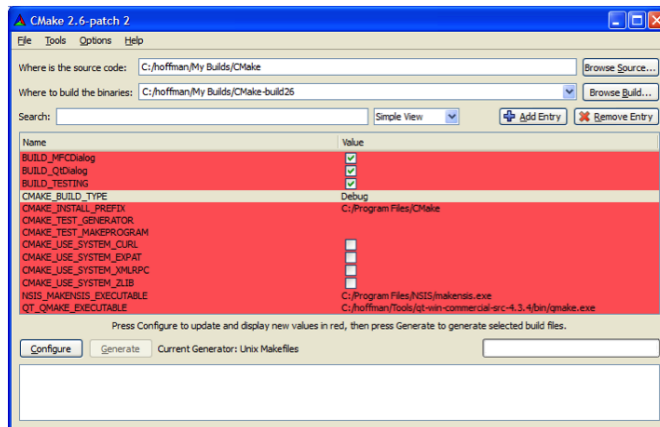 CMake 2.6-patch 2
File Tools Options Help
Where is the source code: C:/hoffman/My Builds/CMake Browse Source...
Where to build the binaries: C:/hoffman/My Builds/CMake-build26 Browse Build...
Search: Simple View Add Entry Remove Entry
Name Value
BUILD_MFCDialog
BUILD_QtDialog
BUILD_TESTING
CMAKE_BUILD_TYPE Debug
CMAKE_INSTALL_PREFIX C:/Program Files/CMake
CMAKE_TEST_GENERATOR
CMAKE_TEST_MAKEPROGRAM
CMAKE_USE_SYSTEM_CURL
CMAKE_USE_SYSTEM_EXPAT
CMAKE_USE_SYSTEM_XMLRPC
CMAKE_USE_SYSTEM_ZLIB
NSIS_MAKENSIS_EXECUTABLE C:/Program Files/NSIS/makensis.exe
QT_QMAKE_EXECUTABLE C:/hoffman/Tools/qt-win-commercial-src-4.3.4/bin/qmake.exe
Press Configure to update and display new values in red, then press Generate to generate selected build files.
Configure Generate Current Generator: Unix Makefiles